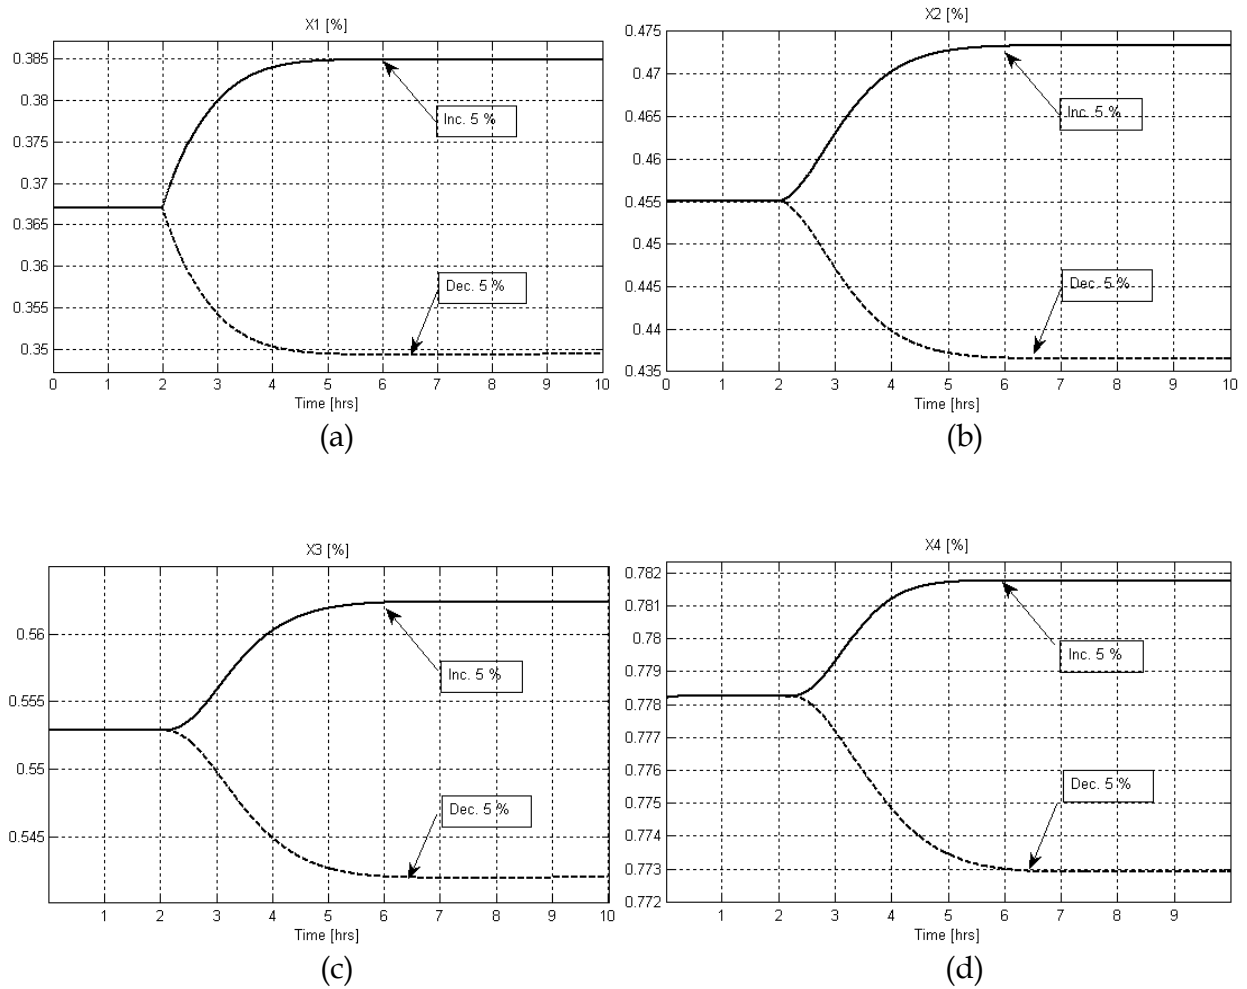 X1 [%]
0.385
0.38
0.375
0.37
0.365
0.36
0.355
0.35
Inc. 5 %
Dec. 5 %
0 1 2 3 4 5 6 7 8 9 10
Time [hrs]
(a)
X2 [%]
0.475
0.47
0.465
0.46
0.455
0.45
0.445
0.44
0.435
Inc. 5 %
Dec. 5 %
0 1 2 3 4 5 6 7 8 9 10
Time [hrs]
(b)
X3 [%]
0.56
0.555
0.55
0.545
Inc. 5 %
Dec. 5 %
1 2 3 4 5 6 7 8 9 10
Time [hrs]
(c)
X4 [%]
0.782
0.781
0.78
0.779
0.778
0.777
0.776
0.775
0.774
0.773
0.772
Inc. 5 %
Dec. 5 %
1 2 3 4 5 6 7 8 9
Time [hrs]
(d)